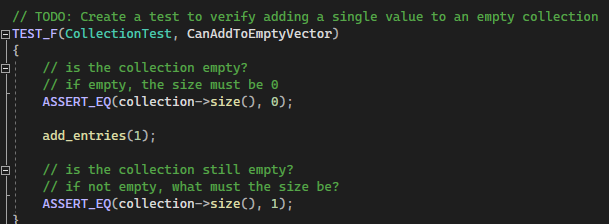 // TODO: Create a test to verify adding a single value to an empty collection
TEST_F(CollectionTest, CanAddToEmptyVector)
{
// is the collection empty?
// if empty, the size must be 0
ASSERT_EQ(collection->size(), 0);
add_entries(1);
// is the collection still empty?
// if not empty, what must the size be?
ASSERT_EQ(collection->size(), 1);
}